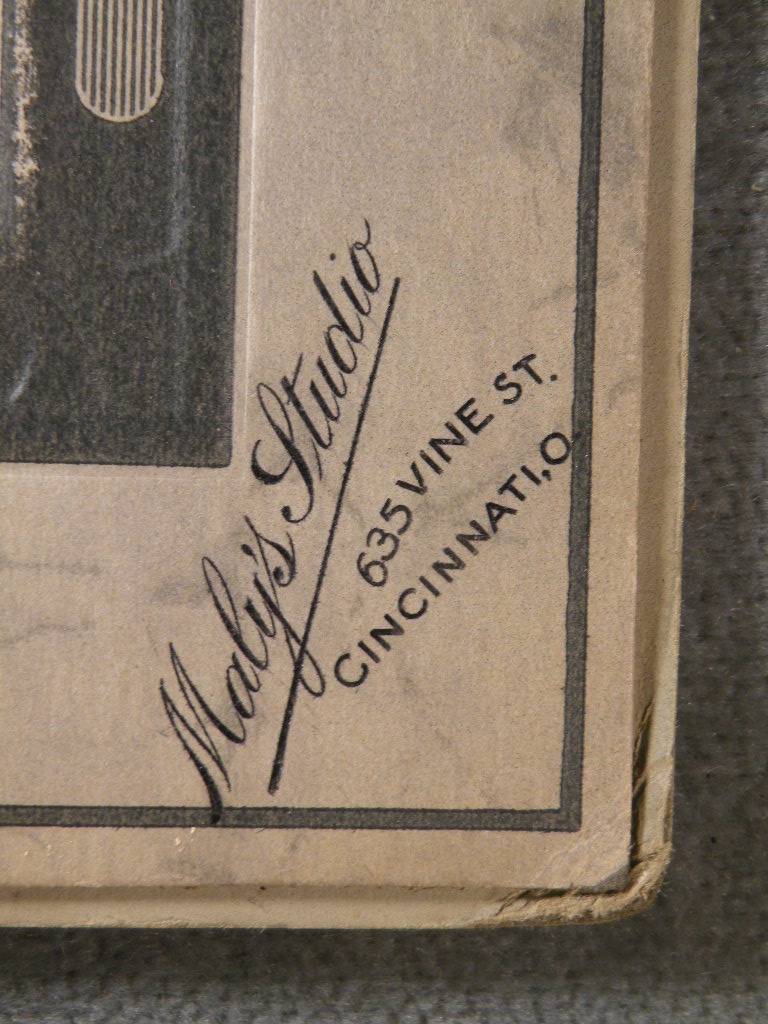 Maly's Studio
635 VINE ST.
CINCINNATI, O.